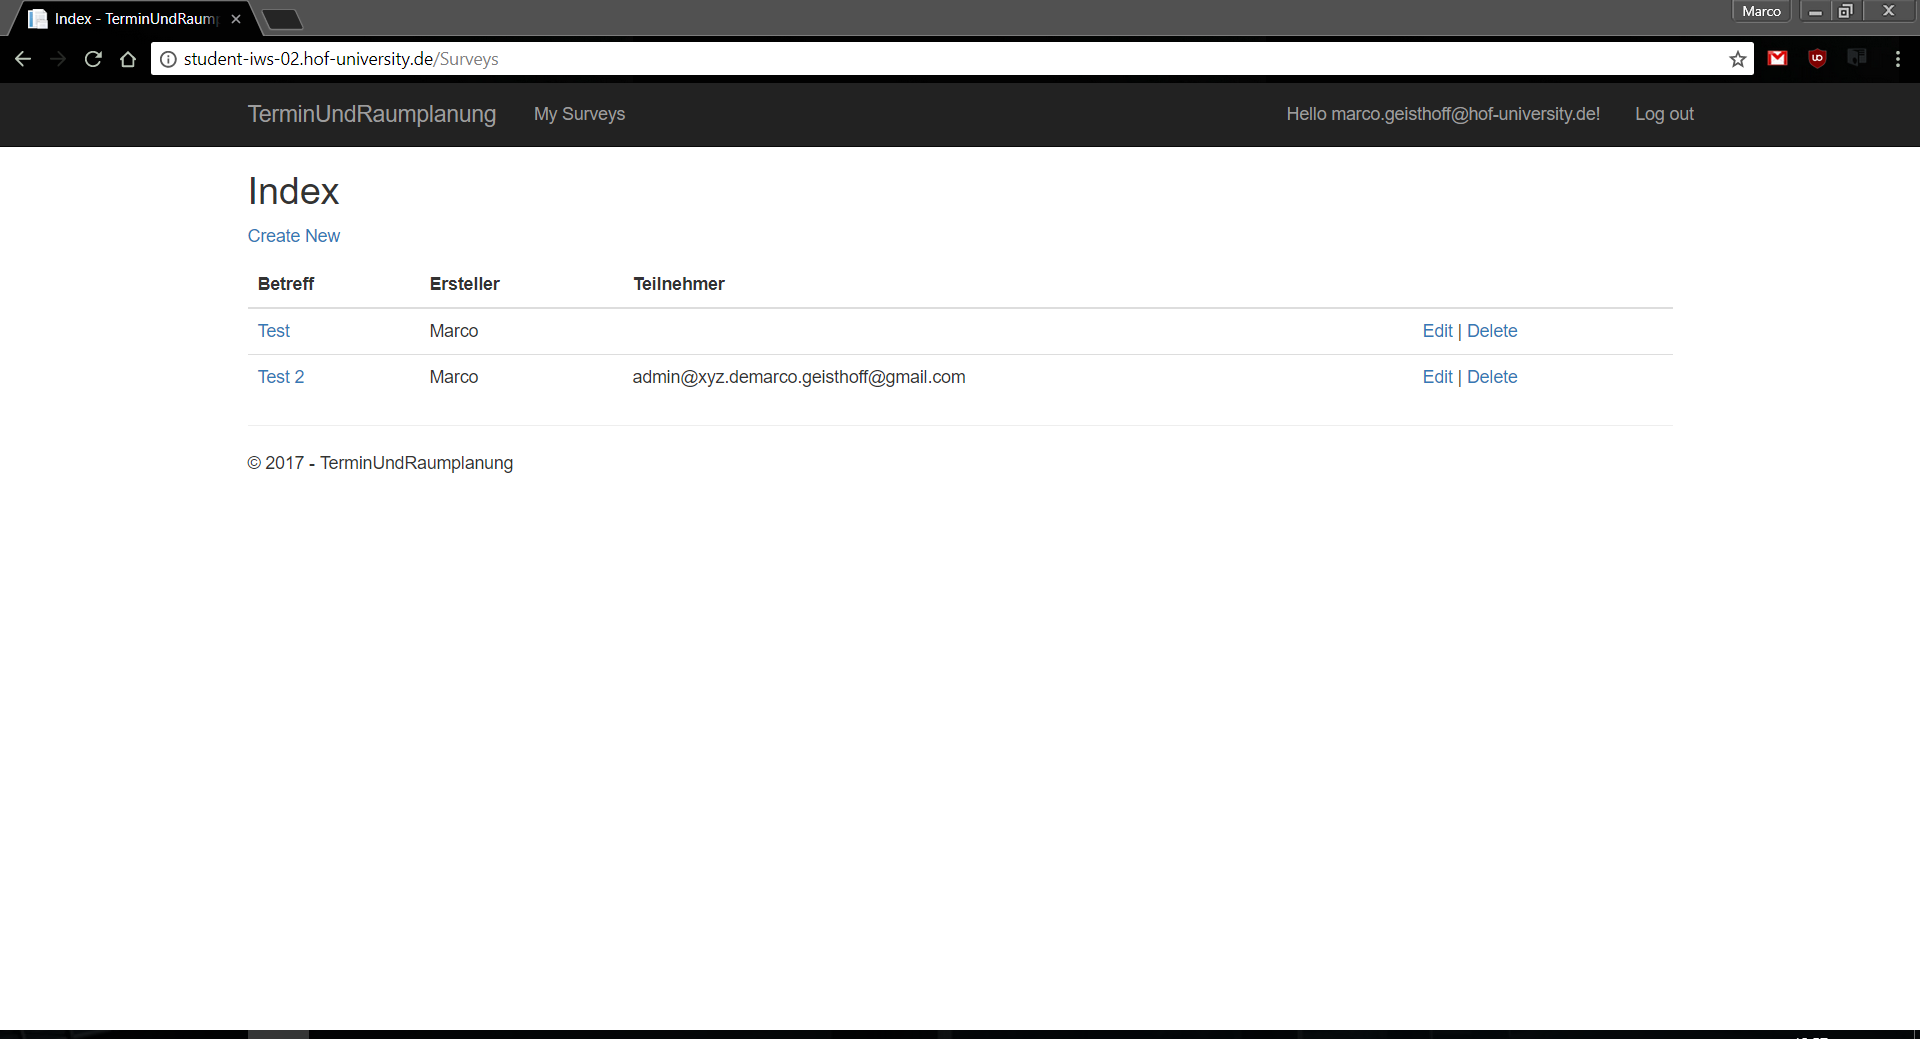 Index - TerminUndRaum
Marco
student-iws-02.hof-university.de/Surveys
TerminUndRaumplanung My Surveys Hello marco.geisthoff@hof-university.de! Log out
Index
Create New
Betreff Ersteller Teilnehmer
Test Marco Edit | Delete
Test 2 Marco admin@xyz.demarco.geisthoff@gmail.com Edit | Delete
© 2017 - TerminUndRaumplanung